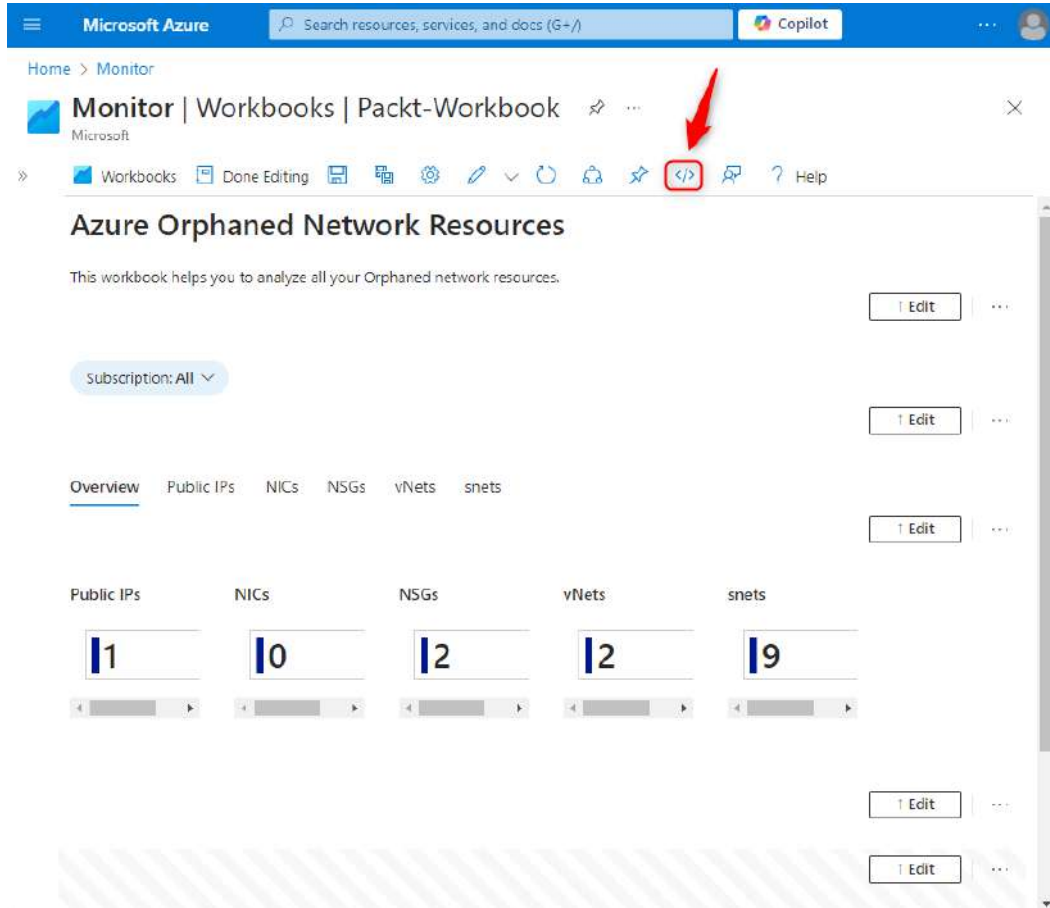 Microsoft Azure
Search resources, services, and docs (G+/)
Copilot
Home > Monitor
Monitor | Workbooks | Packt-Workbook
Microsoft
Workbooks
Done Editing
</>
? Help
Azure Orphaned Network Resources
This workbook helps you to analyze all your Orphaned network resources.
↑ Edit
Subscription: All
↑ Edit
Overview Public IPs NICs NSGs vNets snets
↑ Edit
Public IPs NICs NSGs vNets snets
1 0 2 2 9
↑ Edit
↑ Edit